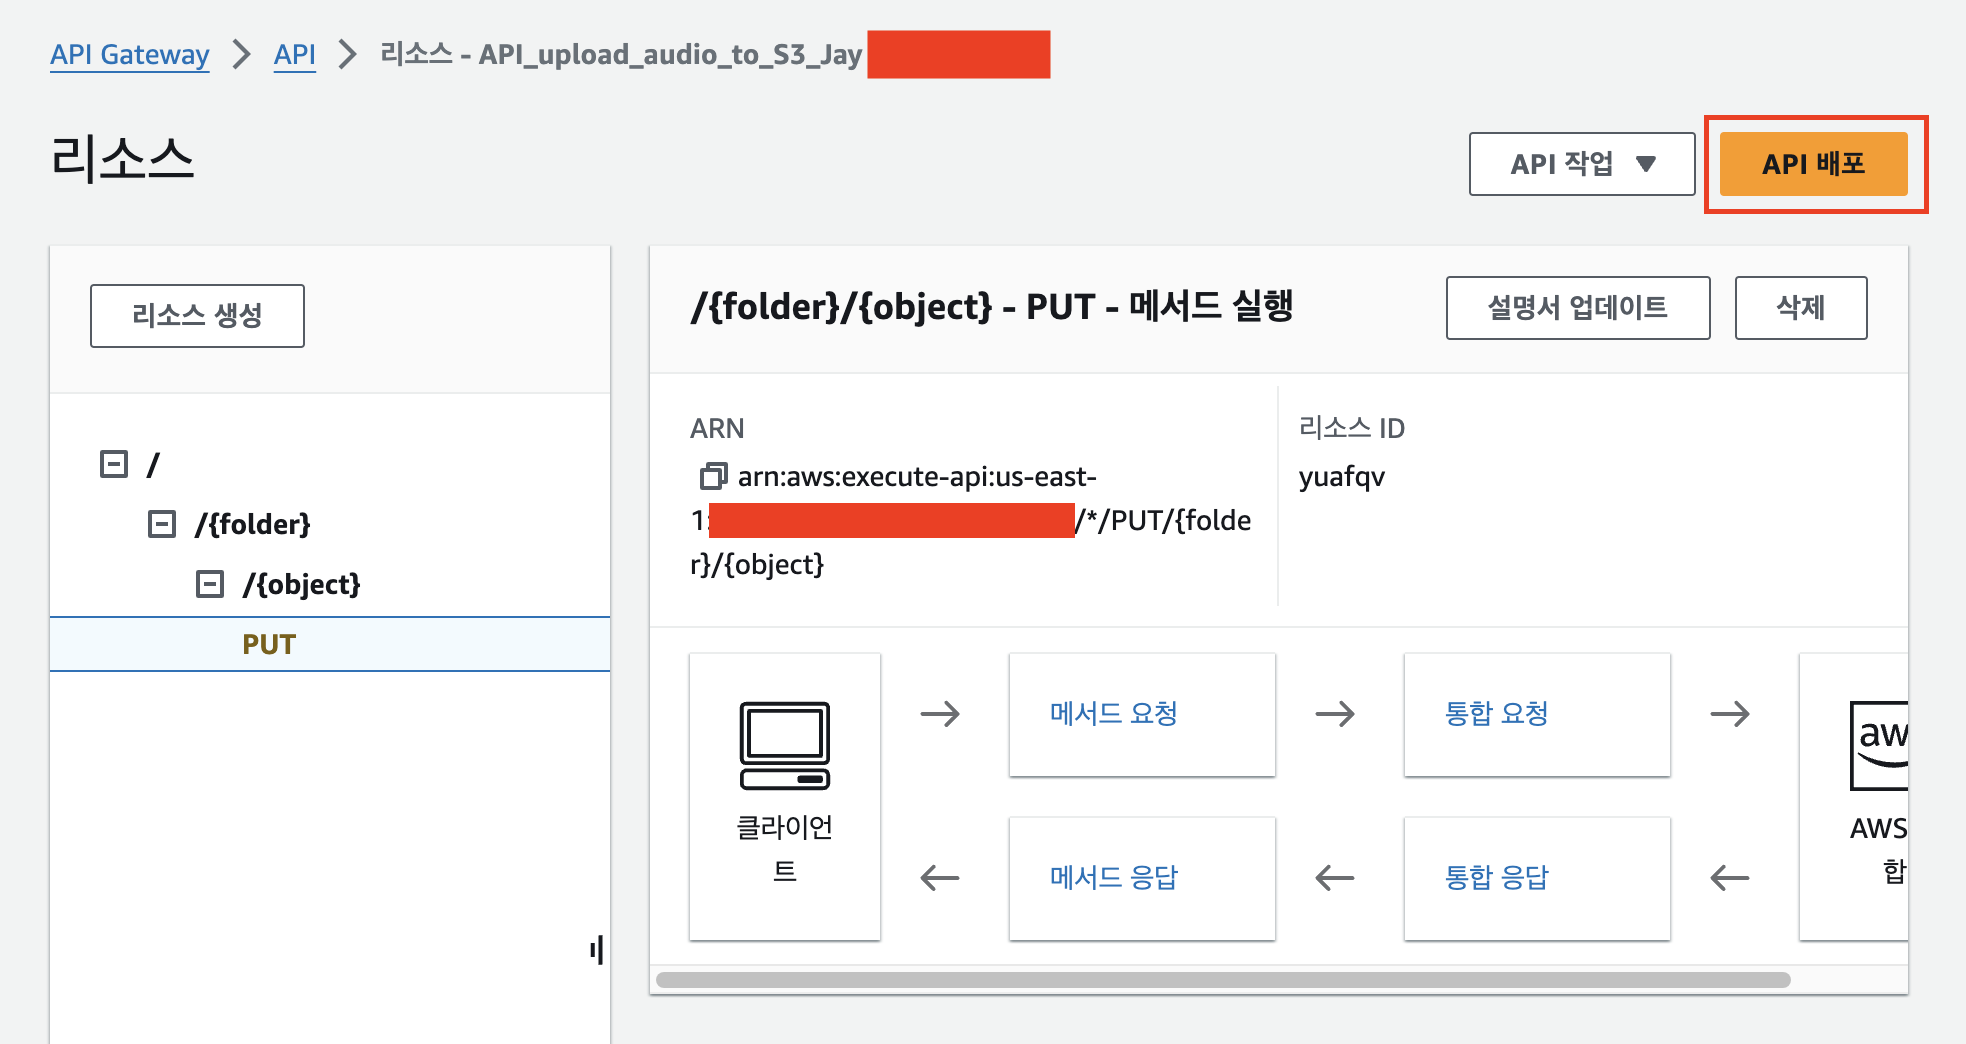 API Gateway > API > 리소스 - API_upload_audio_to_S3_Jay
리소스
API 작업 ▼
API 배포
리소스 생성
/
/{folder}
/{object}
PUT
/{folder}/{object} - PUT - 메서드 실행
설명서 업데이트
삭제
ARN
arn:aws:execute-api:us-east-
1:
/*/PUT/{folde
r}/{object}
리소스 ID
yuafqv
클라이언
트
메서드 요청
통합 요청
메서드 응답
통합 응답
aw
AWS
합